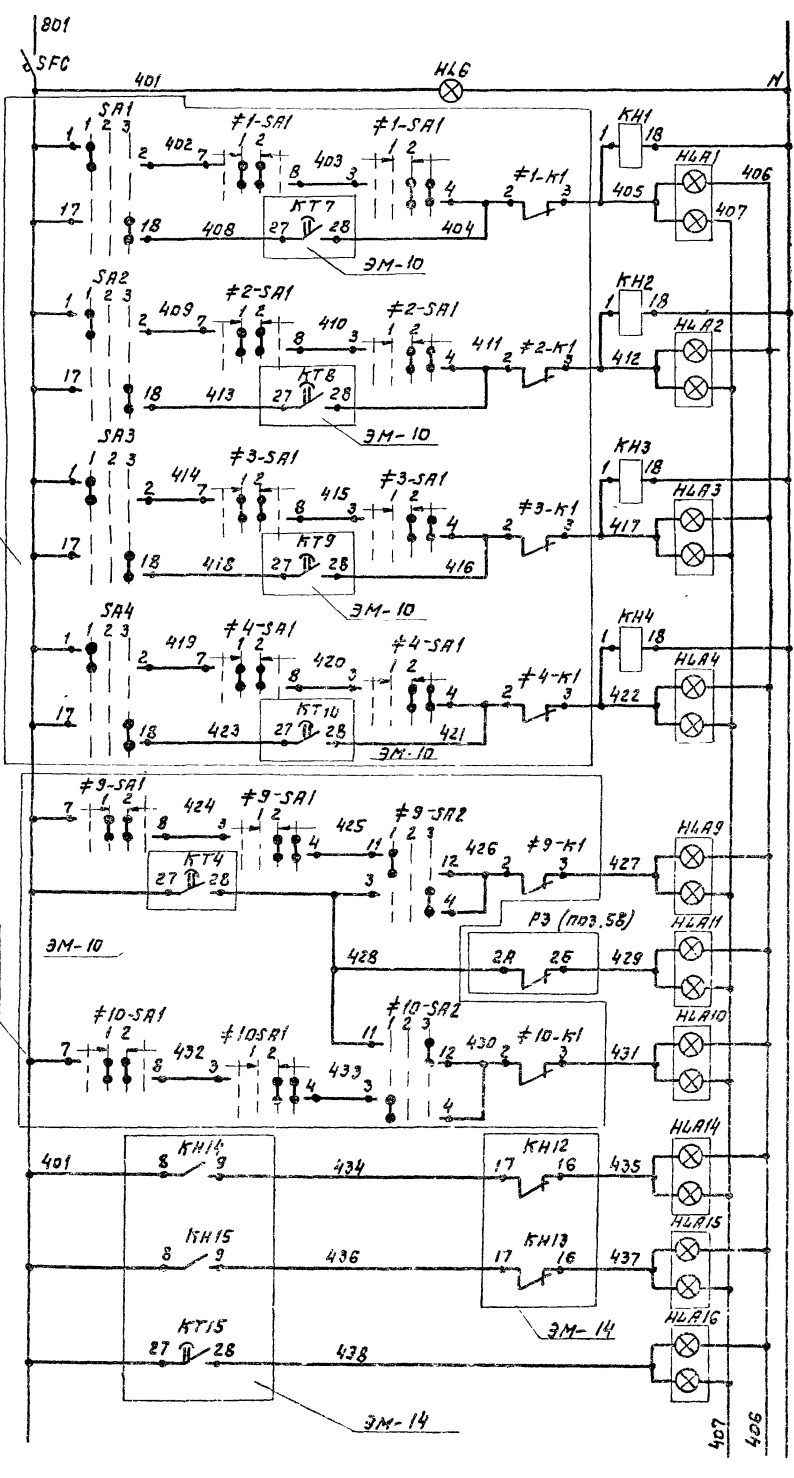 801
SFC
401 HL6 N
SA1 ≠1-SA1 ≠1-SA1 KH1
1 1 2 3 2 402 7 1 2 8 403 3 1 2 4 2 ≠1-K1 3 1 18 HLA1 406
405 407
17 18 408 27 KT7 28 404
ЭМ-10
SA2 ≠2-SA1 ≠2-SA1 KH2
1 1 2 3 2 409 7 1 2 8 410 3 1 2 4 411 2 ≠2-K1 3 1 18 HLA2
412
17 18 413 27 KT8 28
ЭМ-10
SA3 ≠3-SA1 ≠3-SA1 KH3
1 1 2 3 2 414 7 1 2 8 415 3 1 2 4 2 ≠3-K1 3 1 18 HLA3
417
17 18 418 27 KT9 28 416
ЭМ-10
SA4 ≠4-SA1 ≠4-SA1 KH4
1 1 2 3 2 419 7 1 2 8 420 3 1 2 4 2 ≠4-K1 3 1 18 HLA4
422
17 18 423 27 KT10 28 421
ЭМ-10
≠9-SA1 ≠9-SA1 ≠9-SA2 HLA9
7 1 2 8 424 3 1 2 4 425 11 1 2 3 12 426 2 ≠9-K1 3 427
27 KT4 28 3 4
РЭ (поз.58) HLA11
ЭМ-10 428 2А 2Б 429
≠10-SA1 ≠10-SA1 ≠10-SA2 HLA10
7 1 2 8 432 3 1 2 4 433 3 11 1 2 3 12 430 2 ≠10-K1 3 431
4
KH14 KH12 HLA14
401 8 9 434 17 16 435
KH15 KH13 HLA15
8 9 436 17 16 437
ЭМ-14
KT15 HLA16
27 28 438
ЭМ-14
407 406